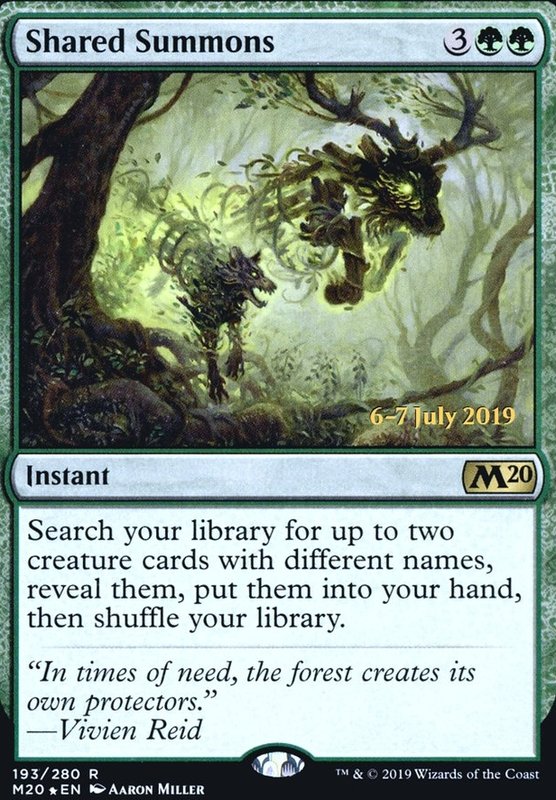 Shared Summons 3
6–7 July 2019
Instant M20
Search your library for up to two
creature cards with different names,
reveal them, put them into your hand,
then shuffle your library.
“In times of need, the forest creates its
own protectors.”
—Vivien Reid
193/280 R
M20 ★ EN Aaron Miller
™ & © 2019 Wizards of the Coast